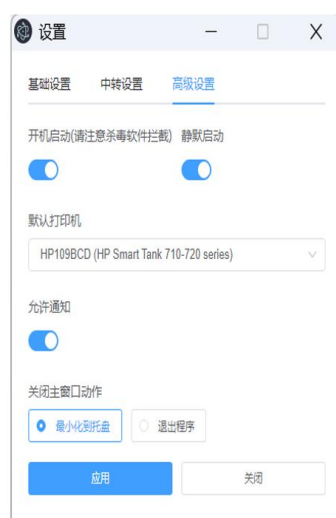 设置
基础设置 中转设置 高级设置
开机启动(请注意杀毒软件拦截) 静默启动
默认打印机
HP109BCD (HP Smart Tank 710-720 series)
允许通知
关闭主窗口动作
最小化到托盘 退出程序
应用 关闭